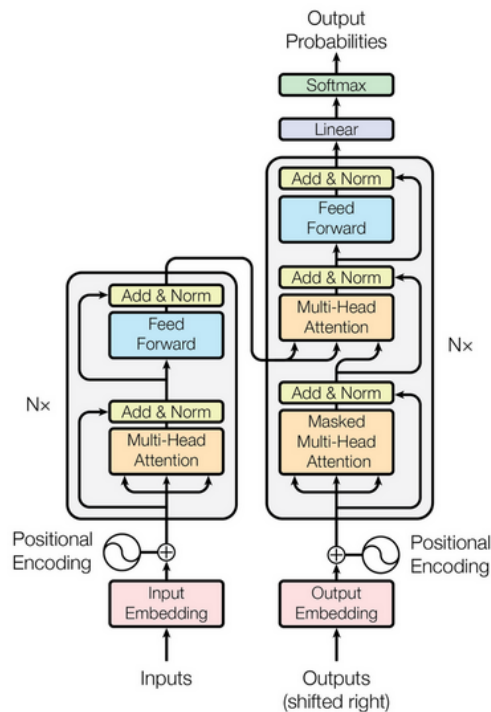 Output
Probabilities
Softmax
Linear
Add & Norm
Feed
Forward
Add & Norm
Multi-Head
Attention
Add & Norm
Masked
Multi-Head
Attention
N×
Positional
Encoding
Output
Embedding
Outputs
(shifted right)
Add & Norm
Feed
Forward
Add & Norm
Multi-Head
Attention
N×
Positional
Encoding
Input
Embedding
Inputs